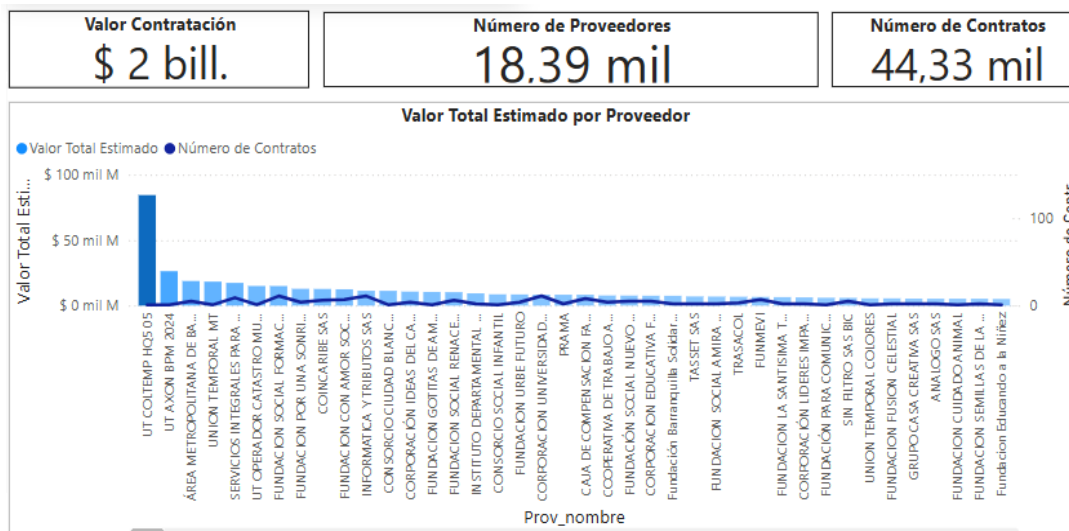 Valor Contratación
$ 2 bill.
Número de Proveedores
18,39 mil
Número de Contratos
44,33 mil
Valor Total Estimado por Proveedor
Valor Total Estimado
Número de Contratos
Valor Total Esti...
$ 100 mil M
$ 50 mil M
$ 0 mil M
100
0
Número de Contr...
UT COLTEMP HQS 05
UT AXON BPM 2024
ÁREA METROPOLITANA DE BA...
UNION TEMPORAL MT
SERVICIOS INTEGRALES PARA ...
UT OPERADOR CATASTRO MU...
FUNDACION SOCIAL FORMAC...
FUNDACION POR UNA SONRI...
COINCARIBE SAS
FUNDACION CON AMOR SOC...
INFORMATICA Y TRIBUTOS SAS
CONSORCIO CIUDAD BLANC...
CORPORACIÓN IDEAS DEL CA...
FUNDACION GOTITAS DE AM...
FUNDACION SOCIAL RENACE...
INSTITUTO DEPARTAMENTAL ...
CONSORCIO SOCIAL INFANTIL
FUNDACION URBE FUTURO
CORPORACION UNIVERSIDAD...
PRAMA
CAJA DE COMPENSACION FA...
COOPERATIVA DE TRABAJO A...
FUNDACIÓN SOCIAL NUEVO ...
CORPORACION EDUCATIVA F...
Fundación Barranquilla Solidar...
TASSET SAS
FUNDACION SOCIAL AMIRA ...
TRASACOL
FUNMEVI
FUNDACION LA SANTISIMA T...
CORPORACIÓN LIDERES IMPA...
FUNDACIÓN PARA COMUNIC...
SIN FILTRO SAS BIC
UNION TEMPORAL COLORES
FUNDACION FUSION CELESTIAL
GRUPO CASA CREATIVA SAS
ANALOGO SAS
FUNDACION CUIDADO ANIMAL
FUNDACION SEMILLAS DE LA ...
Fundacion Educando a la Niñez
Prov_nombre